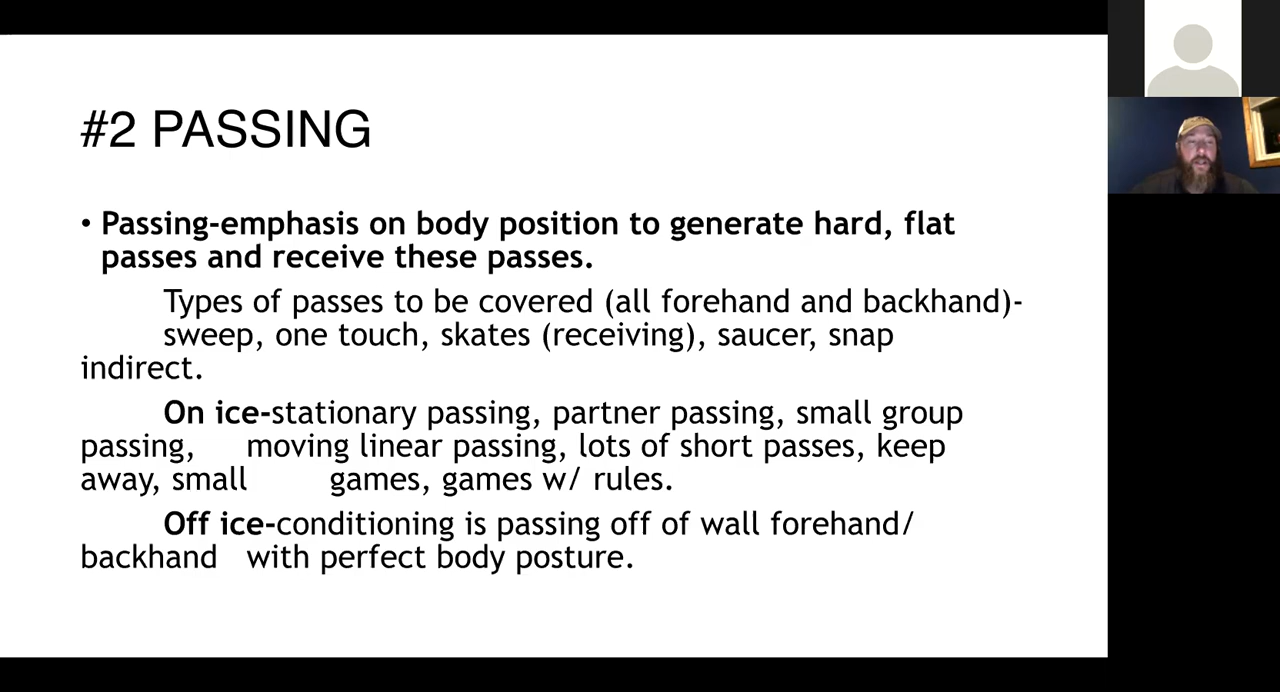 #2 PASSING
• Passing-emphasis on body position to generate hard, flat
passes and receive these passes.
Types of passes to be covered (all forehand and backhand)-
sweep, one touch, skates (receiving), saucer, snap
indirect.
On ice-stationary passing, partner passing, small group
passing, moving linear passing, lots of short passes, keep
away, small games, games w/ rules.
Off ice-conditioning is passing off of wall forehand/
backhand with perfect body posture.